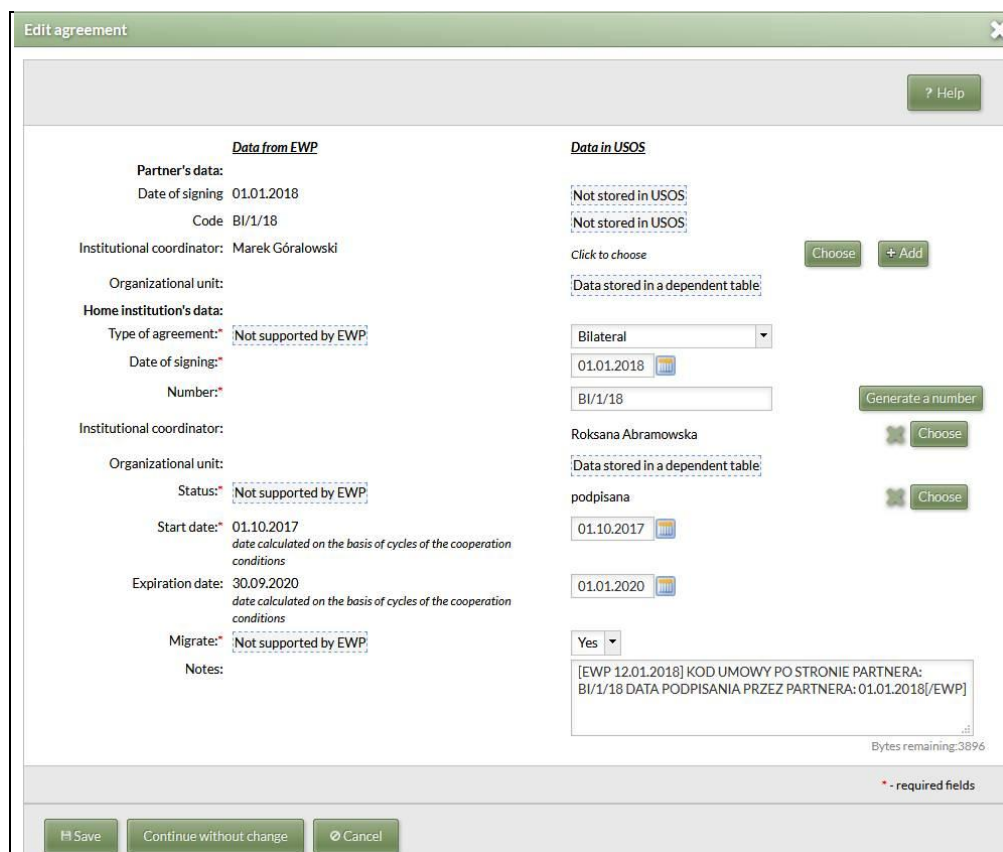 Edit agreement
? Help
Data from EWP Data in USOS
Partner's data:
Date of signing 01.01.2018 Not stored in USOS
Code BI/1/18 Not stored in USOS
Institutional coordinator: Marek Góralowski Click to choose Choose + Add
Organizational unit: Data stored in a dependent table
Home institution's data:
Type of agreement:* Not supported by EWP Bilateral
Date of signing:* 01.01.2018
Number:* BI/1/18 Generate a number
Institutional coordinator: Roksana Abramowska Choose
Organizational unit: Data stored in a dependent table
Status:* Not supported by EWP podpisana Choose
Start date:* 01.10.2017 01.10.2017
date calculated on the basis of cycles of the cooperation
conditions
Expiration date: 30.09.2020 01.01.2020
date calculated on the basis of cycles of the cooperation
conditions
Migrate:* Not supported by EWP Yes
Notes: [EWP 12.01.2018] KOD UMOWY PO STRONIE PARTNERA:
BI/1/18 DATA PODPISANIA PRZEZ PARTNERA: 01.01.2018[/EWP]
Bytes remaining:3896
* - required fields
Save Continue without change Cancel